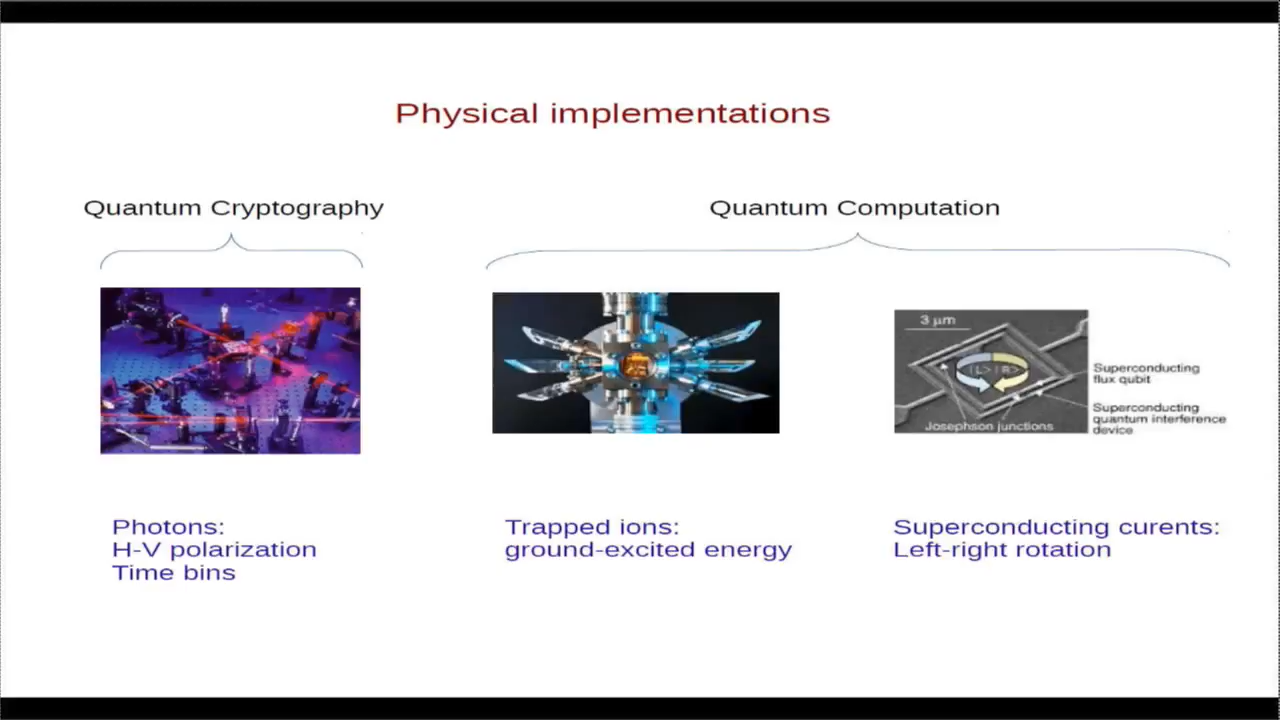 Physical implementations
Quantum Cryptography
Quantum Computation
3 μm
|L>|R>
Josephson junctions
Superconducting
flux qubit
Superconducting
quantum interference
device
Photons:
H-V polarization
Time bins
Trapped ions:
ground-excited energy
Superconducting curents:
Left-right rotation